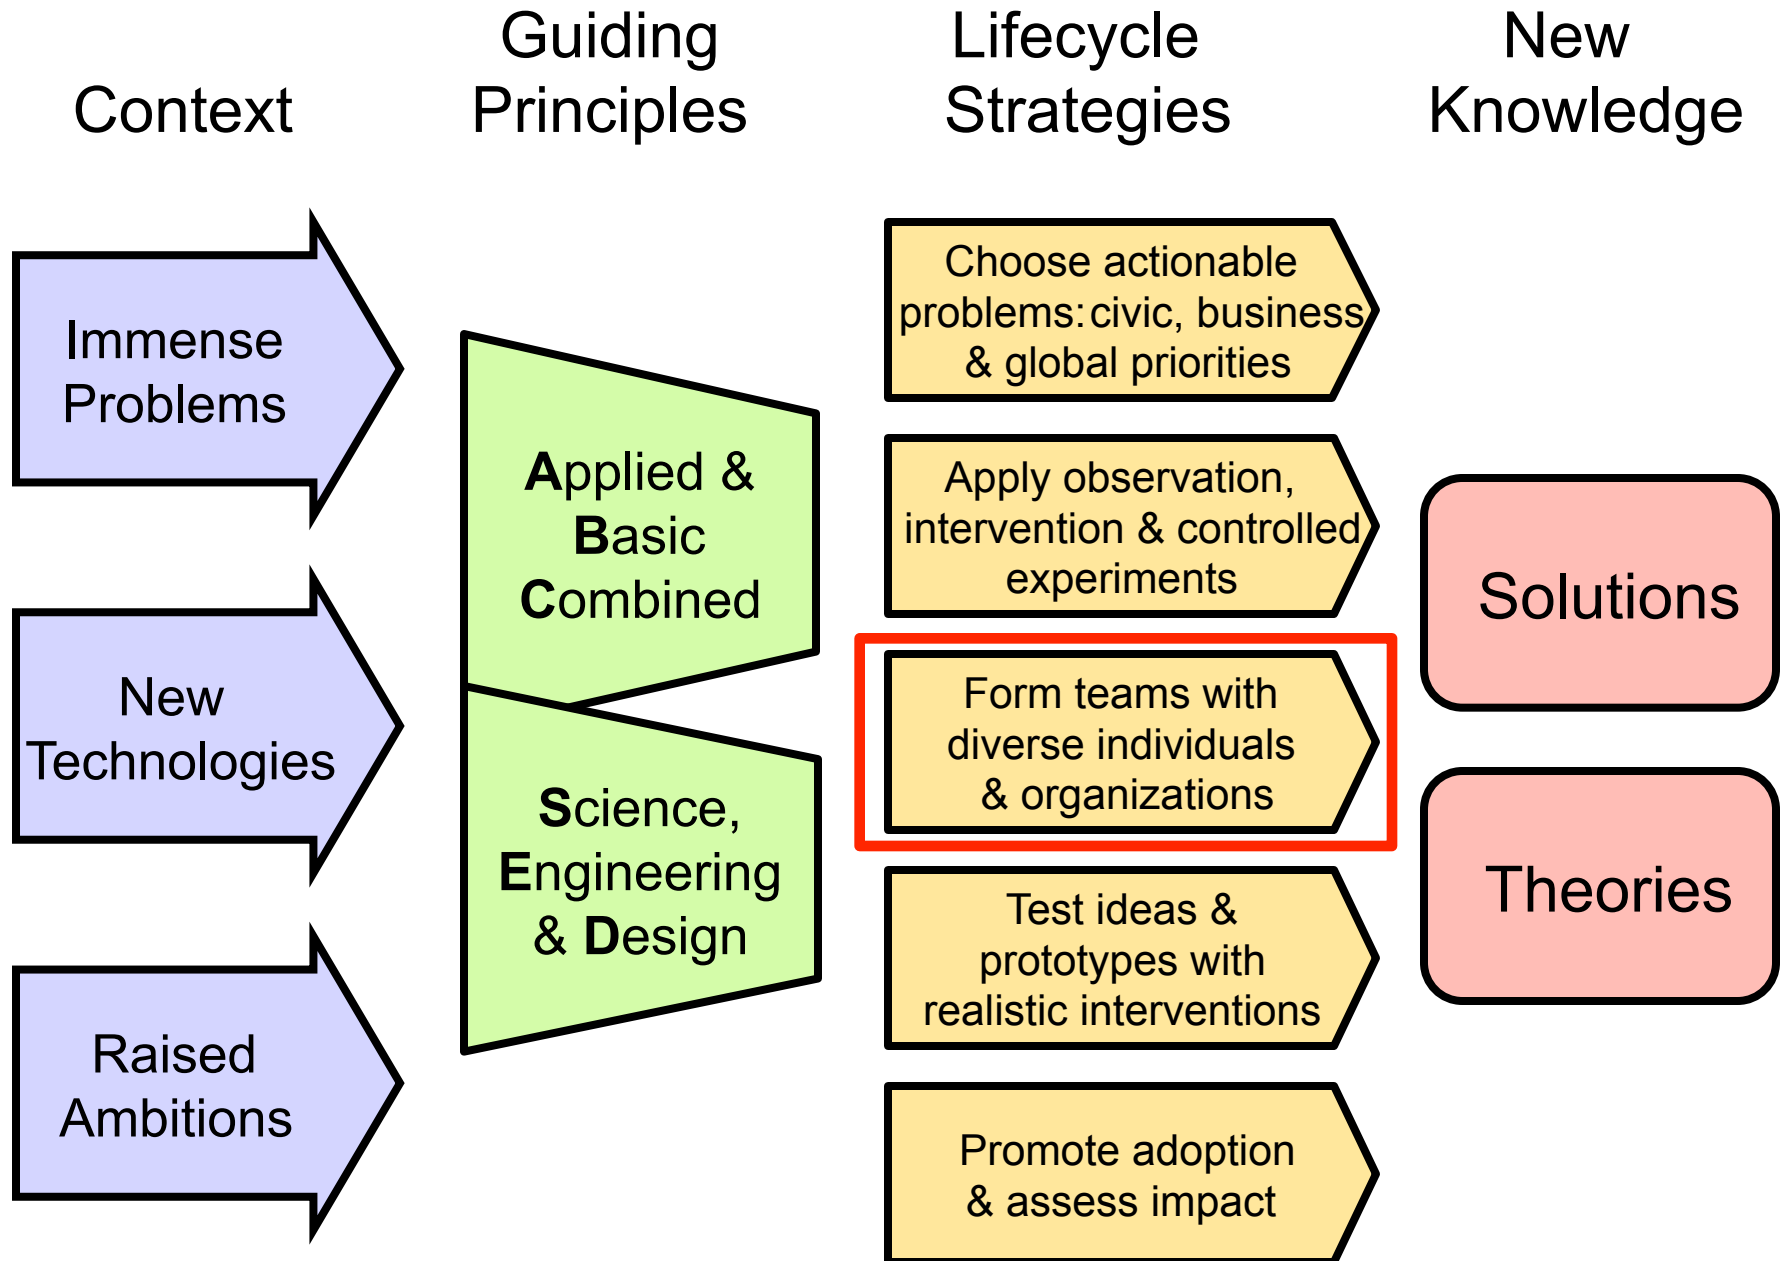 Context
Guiding
Principles
Lifecycle
Strategies
New
Knowledge
Immense
Problems
New
Technologies
Raised
Ambitions
Applied &
Basic
Combined
Science,
Engineering
& Design
Choose actionable
problems: civic, business
& global priorities
Apply observation,
intervention & controlled
experiments
Form teams with
diverse individuals
& organizations
Test ideas &
prototypes with
realistic interventions
Promote adoption
& assess impact
Solutions
Theories